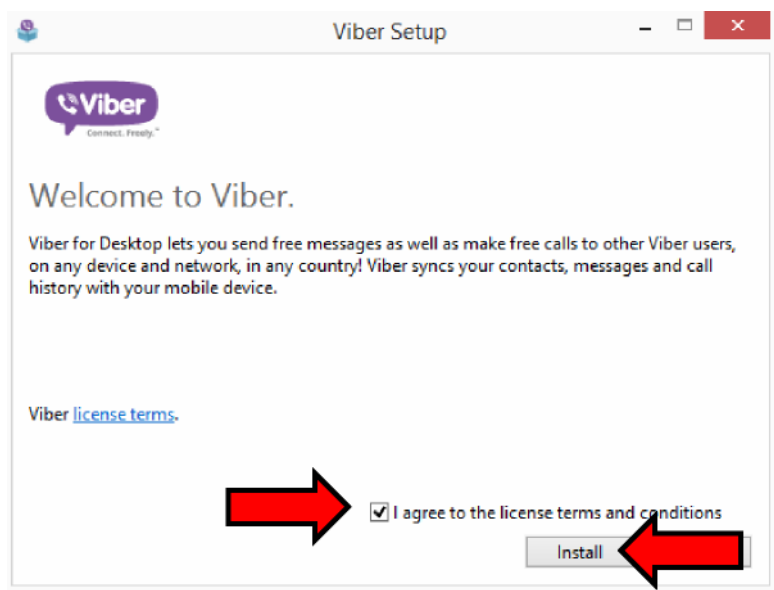 Viber Setup
Viber
Connect. Freely.™
Welcome to Viber.
Viber for Desktop lets you send free messages as well as make free calls to other Viber users,
on any device and network, in any country! Viber syncs your contacts, messages and call
history with your mobile device.
Viber license terms.
I agree to the license terms and conditions
Install